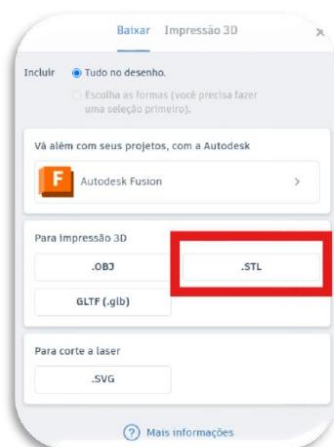 Baixar Impressão 3D ×
Incluir Tudo no desenho.
Escolha as formas (você precisa fazer
uma seleção primeiro).
Vá além com seus projetos, com a Autodesk
F Autodesk Fusion >
Para impressão 3D
.OBJ .STL
GLTF (.glb)
Para corte a laser
.SVG
? Mais informações